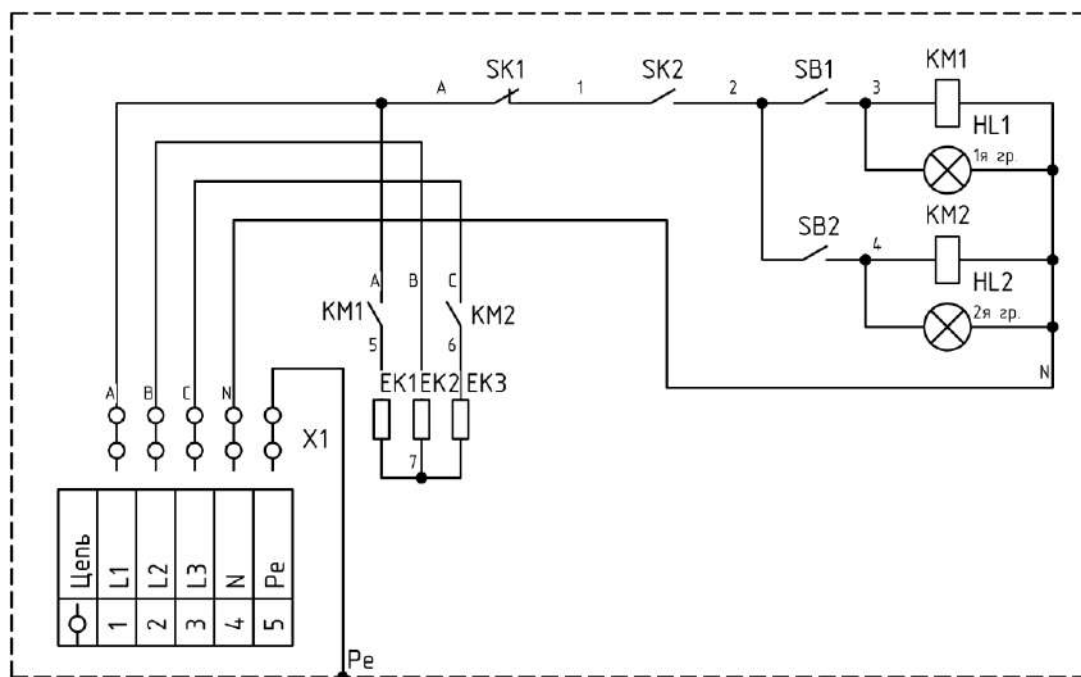 A SK1 1 SK2 2 SB1 3 KM1
HL1
1я гр.
KM2
SB2 4
HL2
2я гр.
A B C
KM1 KM2
5 6
N
EK1 EK2 EK3
A B C N
X1
7
Цепь L1 L2 L3 N Pe
1 2 3 4 5
Pe